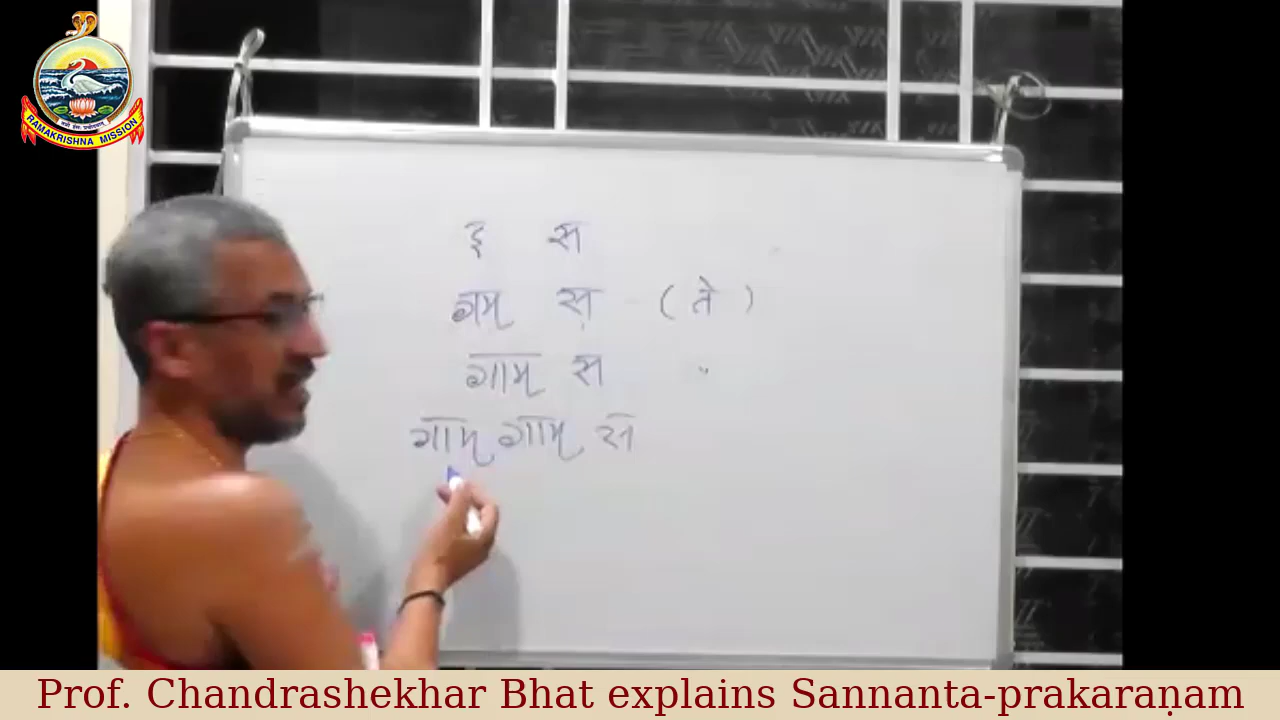 RAMAKRISHNA MISSION
इ स
गम् स (ते)
गाम् स "
गाम् गाम् स
Prof. Chandrashekhar Bhat explains Sannanta-prakaraṇam